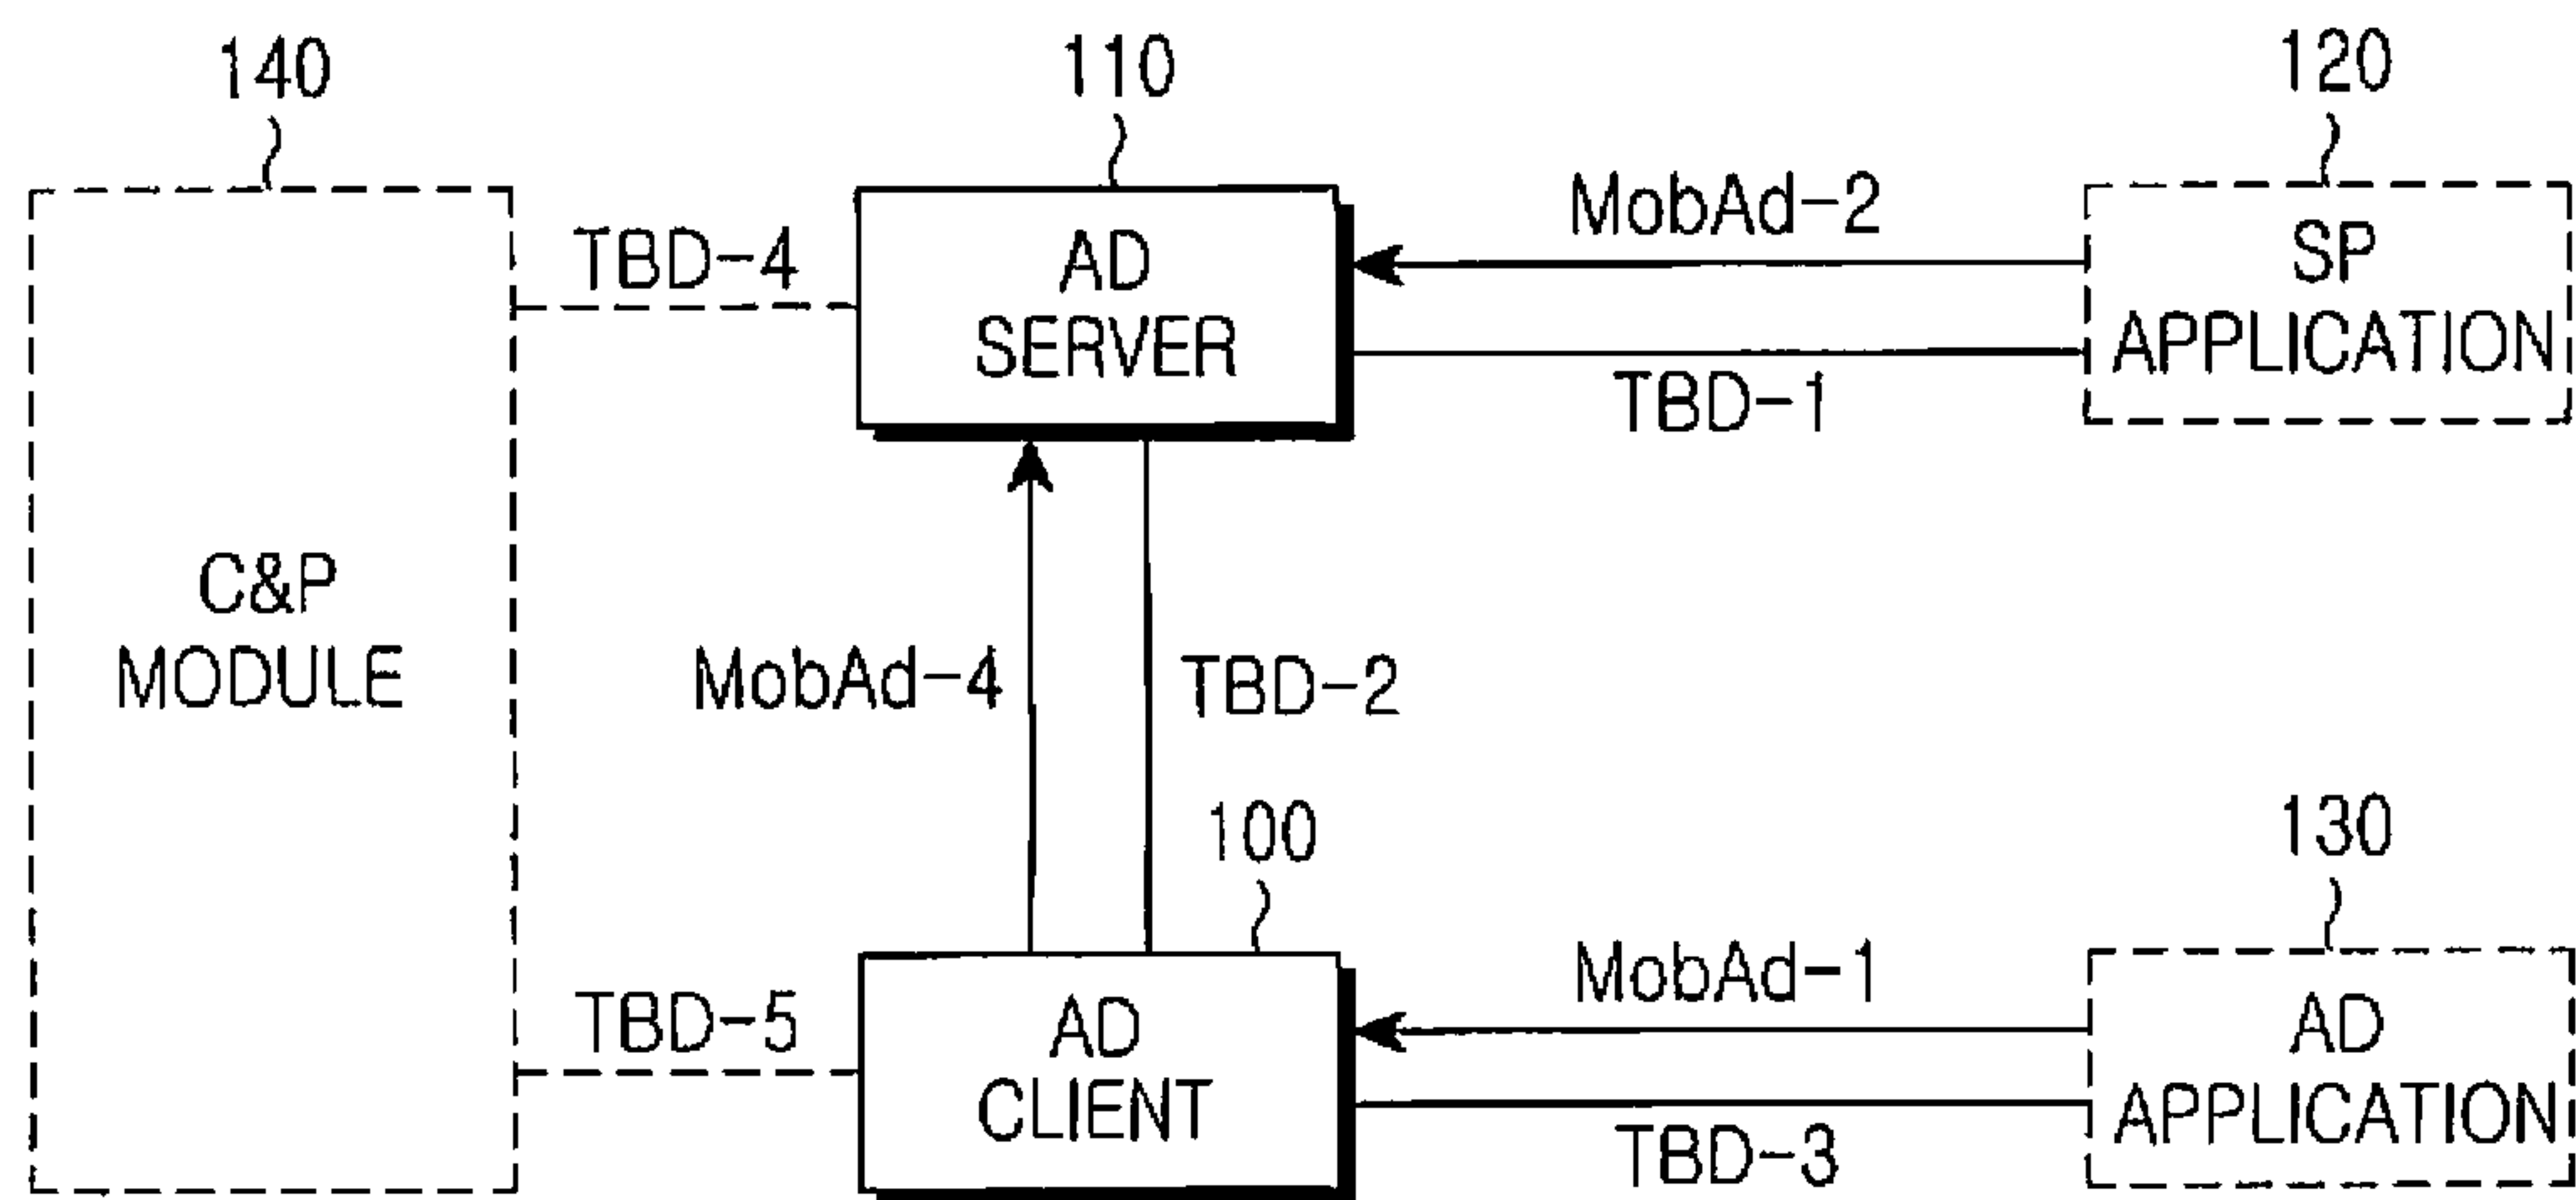 140
110
120
MobAd-2
TBD-4
AD
SERVER
SP
APPLICATION
TBD-1
C&P
MODULE
MobAd-4
TBD-2
100
130
MobAd-1
TBD-5
AD
CLIENT
AD
APPLICATION
TBD-3